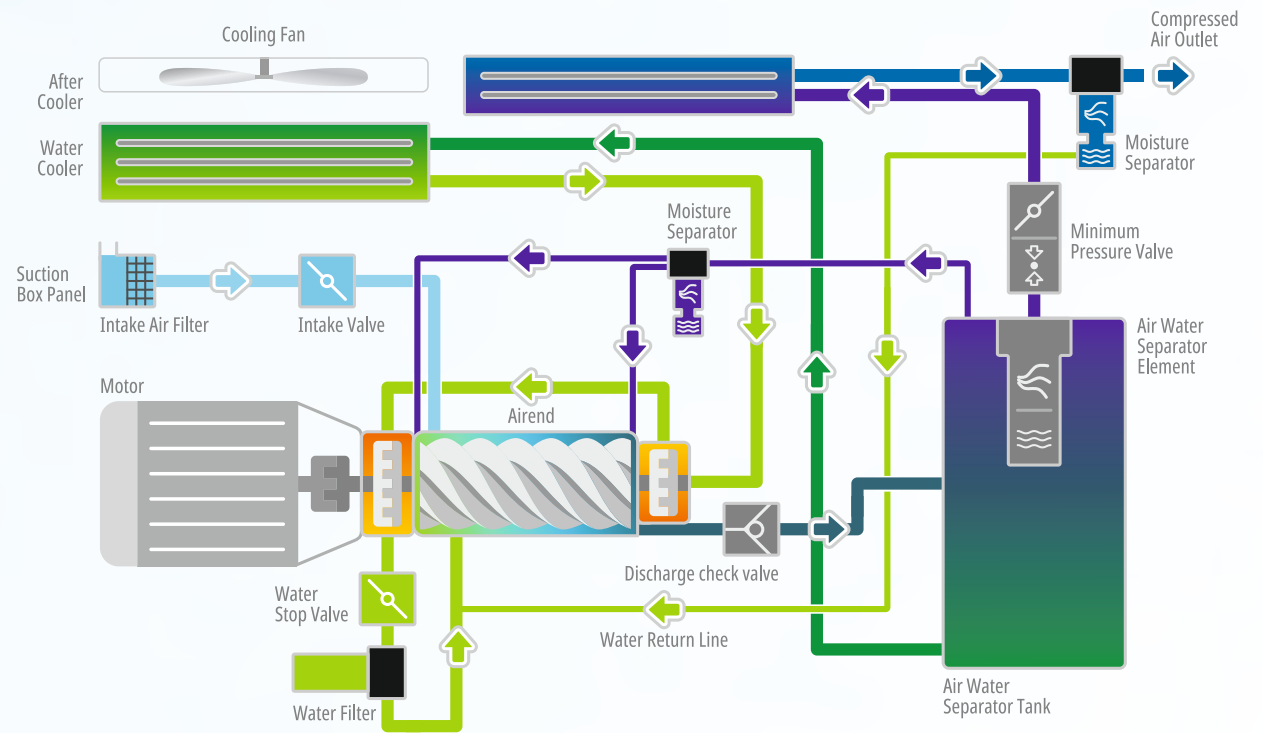 Cooling Fan
After
Cooler
Compressed
Air Outlet
Water
Cooler
Moisture
Separator
Moisture
Separator
Minimum
Pressure Valve
Suction
Box Panel
Intake Air Filter
Intake Valve
Air Water
Separator
Element
Motor
Airend
Discharge check valve
Water
Stop Valve
Water Return Line
Water Filter
Air Water
Separator Tank